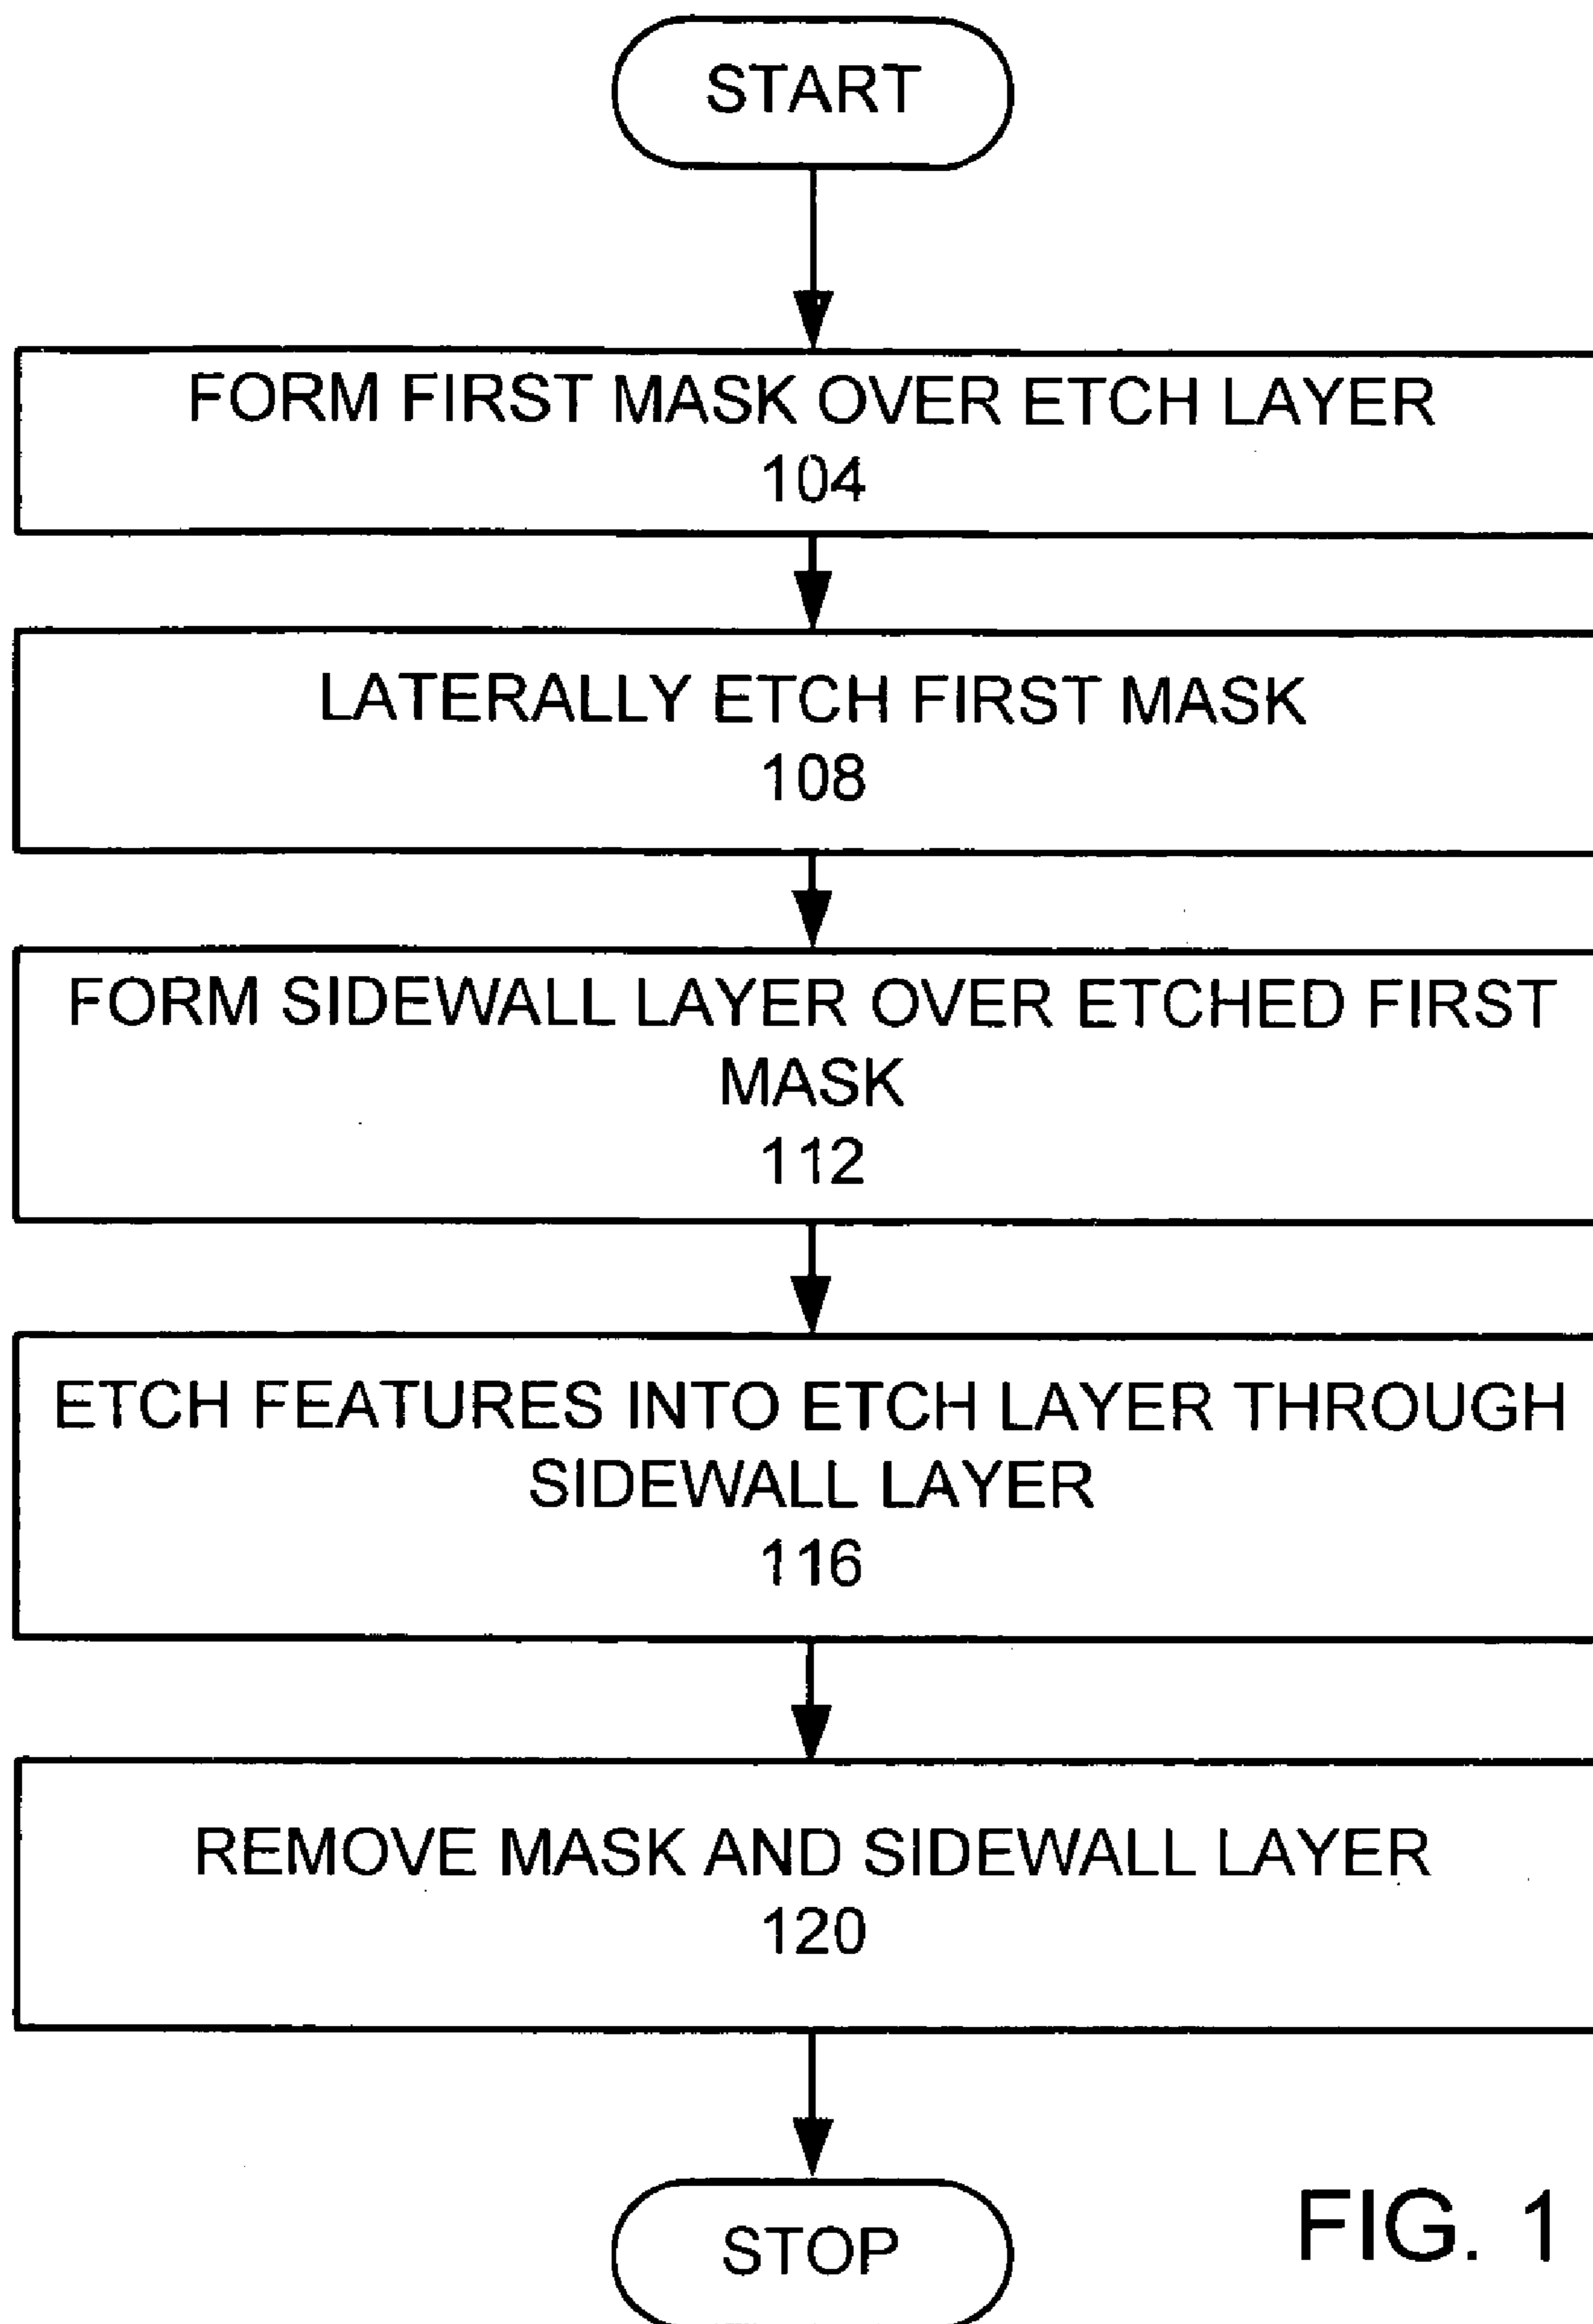 START
FORM FIRST MASK OVER ETCH LAYER
104
LATERALLY ETCH FIRST MASK
108
FORM SIDEWALL LAYER OVER ETCHED FIRST
MASK
112
ETCH FEATURES INTO ETCH LAYER THROUGH
SIDEWALL LAYER
116
REMOVE MASK AND SIDEWALL LAYER
120
STOP
FIG. 1